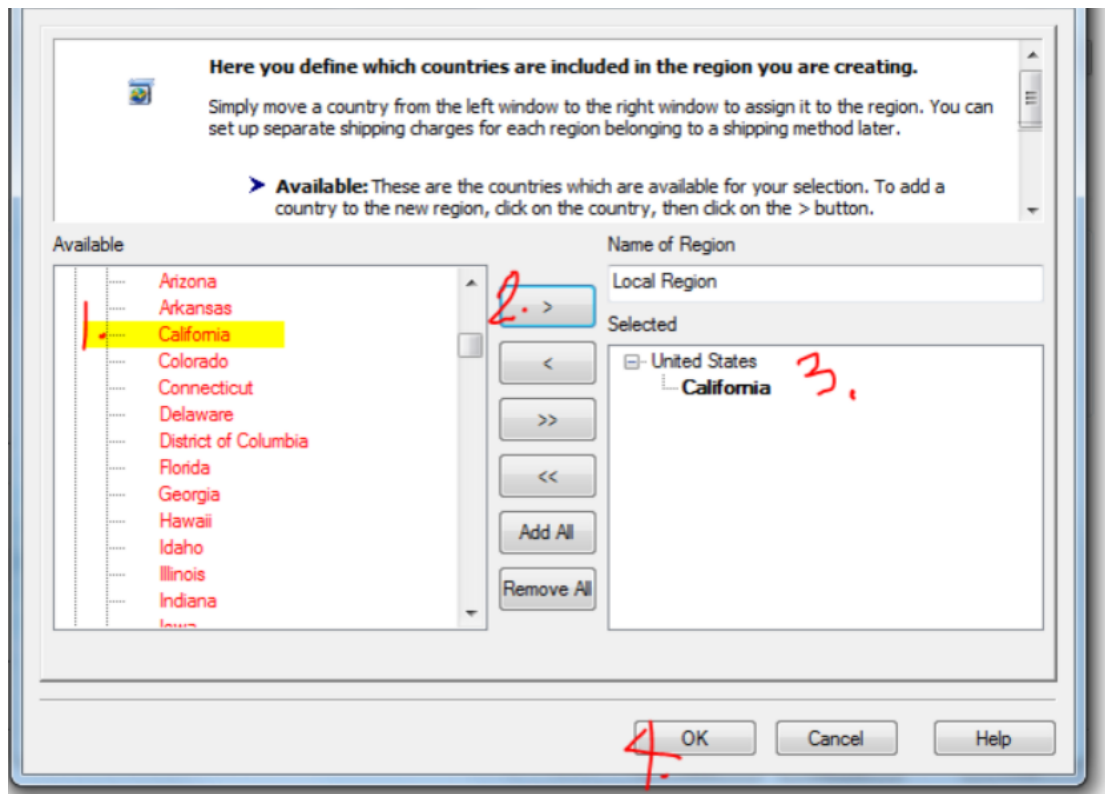 Here you define which countries are included in the region you are creating.
Simply move a country from the left window to the right window to assign it to the region. You can
set up separate shipping charges for each region belonging to a shipping method later.
Available: These are the countries which are available for your selection. To add a
country to the new region, click on the country, then click on the > button.
Available
Arizona
Arkansas
1. California
Colorado
Connecticut
Delaware
District of Columbia
Florida
Georgia
Hawaii
Idaho
Illinois
Indiana
Iowa
2. >
<
>>
<<
Add All
Remove All
Name of Region
Local Region
Selected
United States
California
3.
4. OK
Cancel
Help